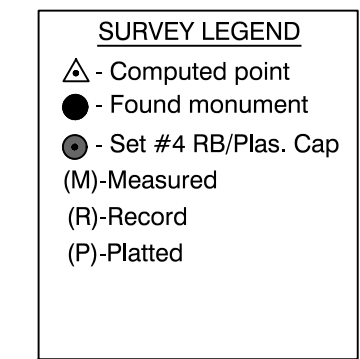 SURVEY LEGEND
- Computed point
- Found monument
- Set #4 RB/Plas. Cap
(M)-Measured
(R)-Record
(P)-Platted